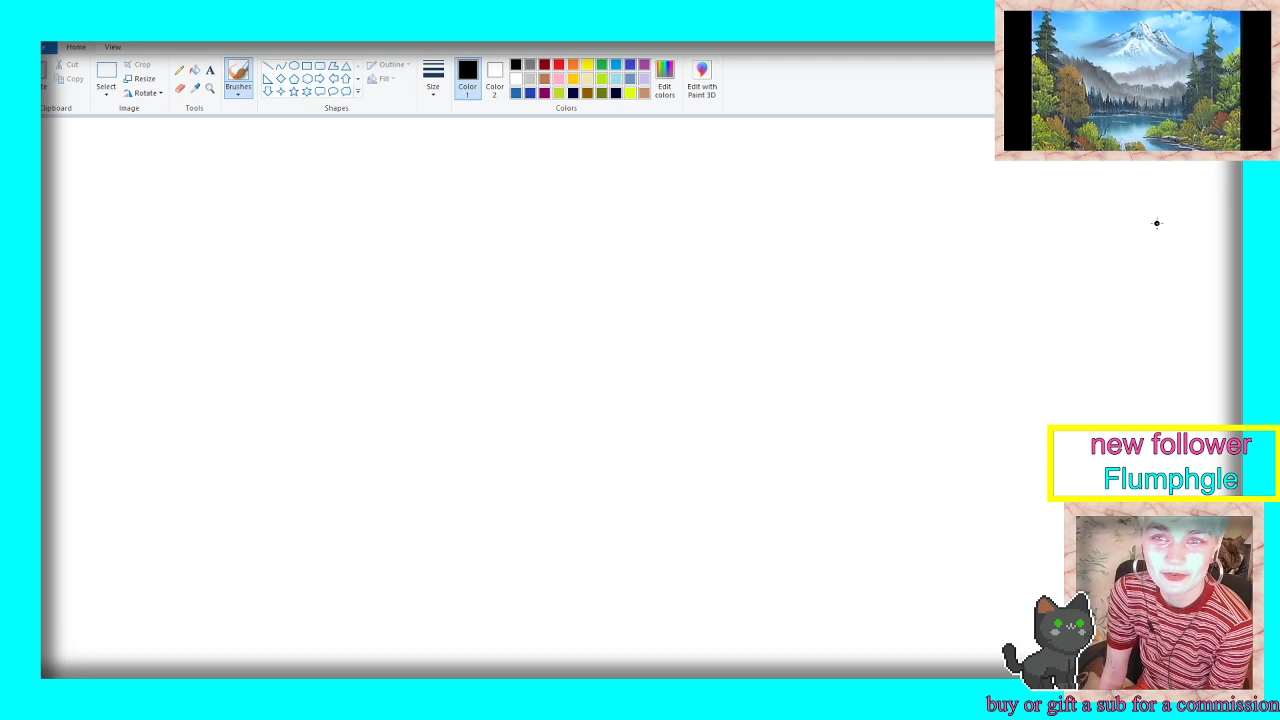 Home View
Cut
Copy
Clipboard
Select
Crop
Resize
Rotate
Image
Tools
Brushes
Shapes
Outline
Fill
Size
Color 1
Color 2
Edit colors
Colors
Edit with Paint 3D
new follower
Flumphgle
buy or gift a sub for a commission